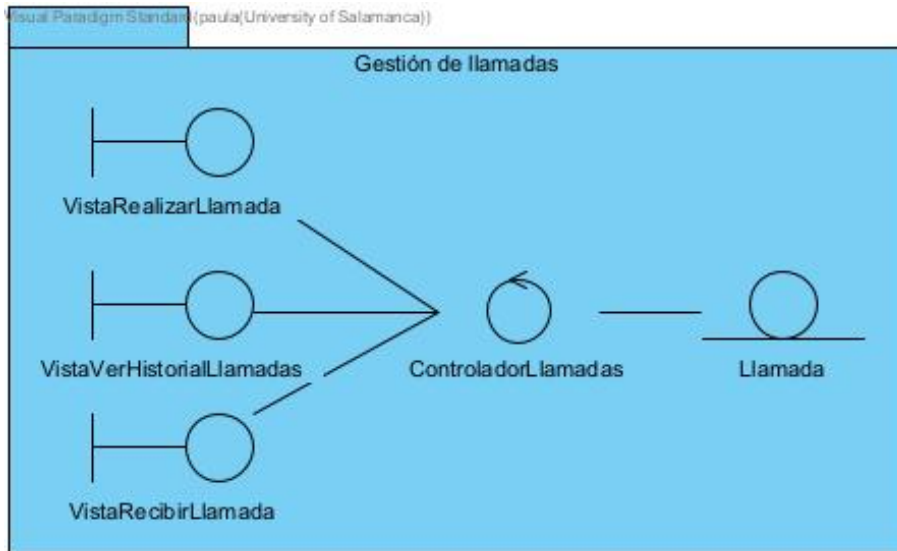 Visual Paradigm Standard(paula(University of Salamanca))
Gestión de llamadas
VistaRealizarLlamada
VistaVerHistorialLlamadas
ControladorLlamadas
Llamada
VistaRecibirLlamada